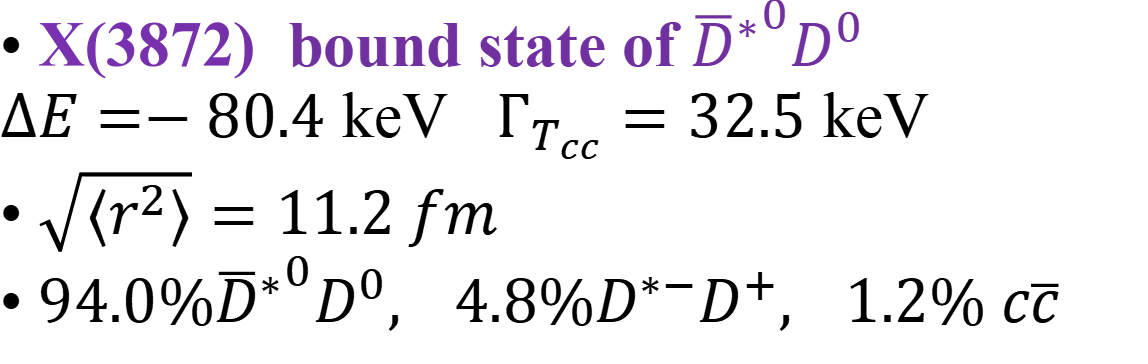 • X(3872) bound state of D̅*⁰D⁰
ΔE =− 80.4 keV Γ_{T_{cc}} = 32.5 keV
• √⟨r²⟩ = 11.2 fm
• 94.0%D̅*⁰D⁰, 4.8%D*⁻D⁺, 1.2% cc̅